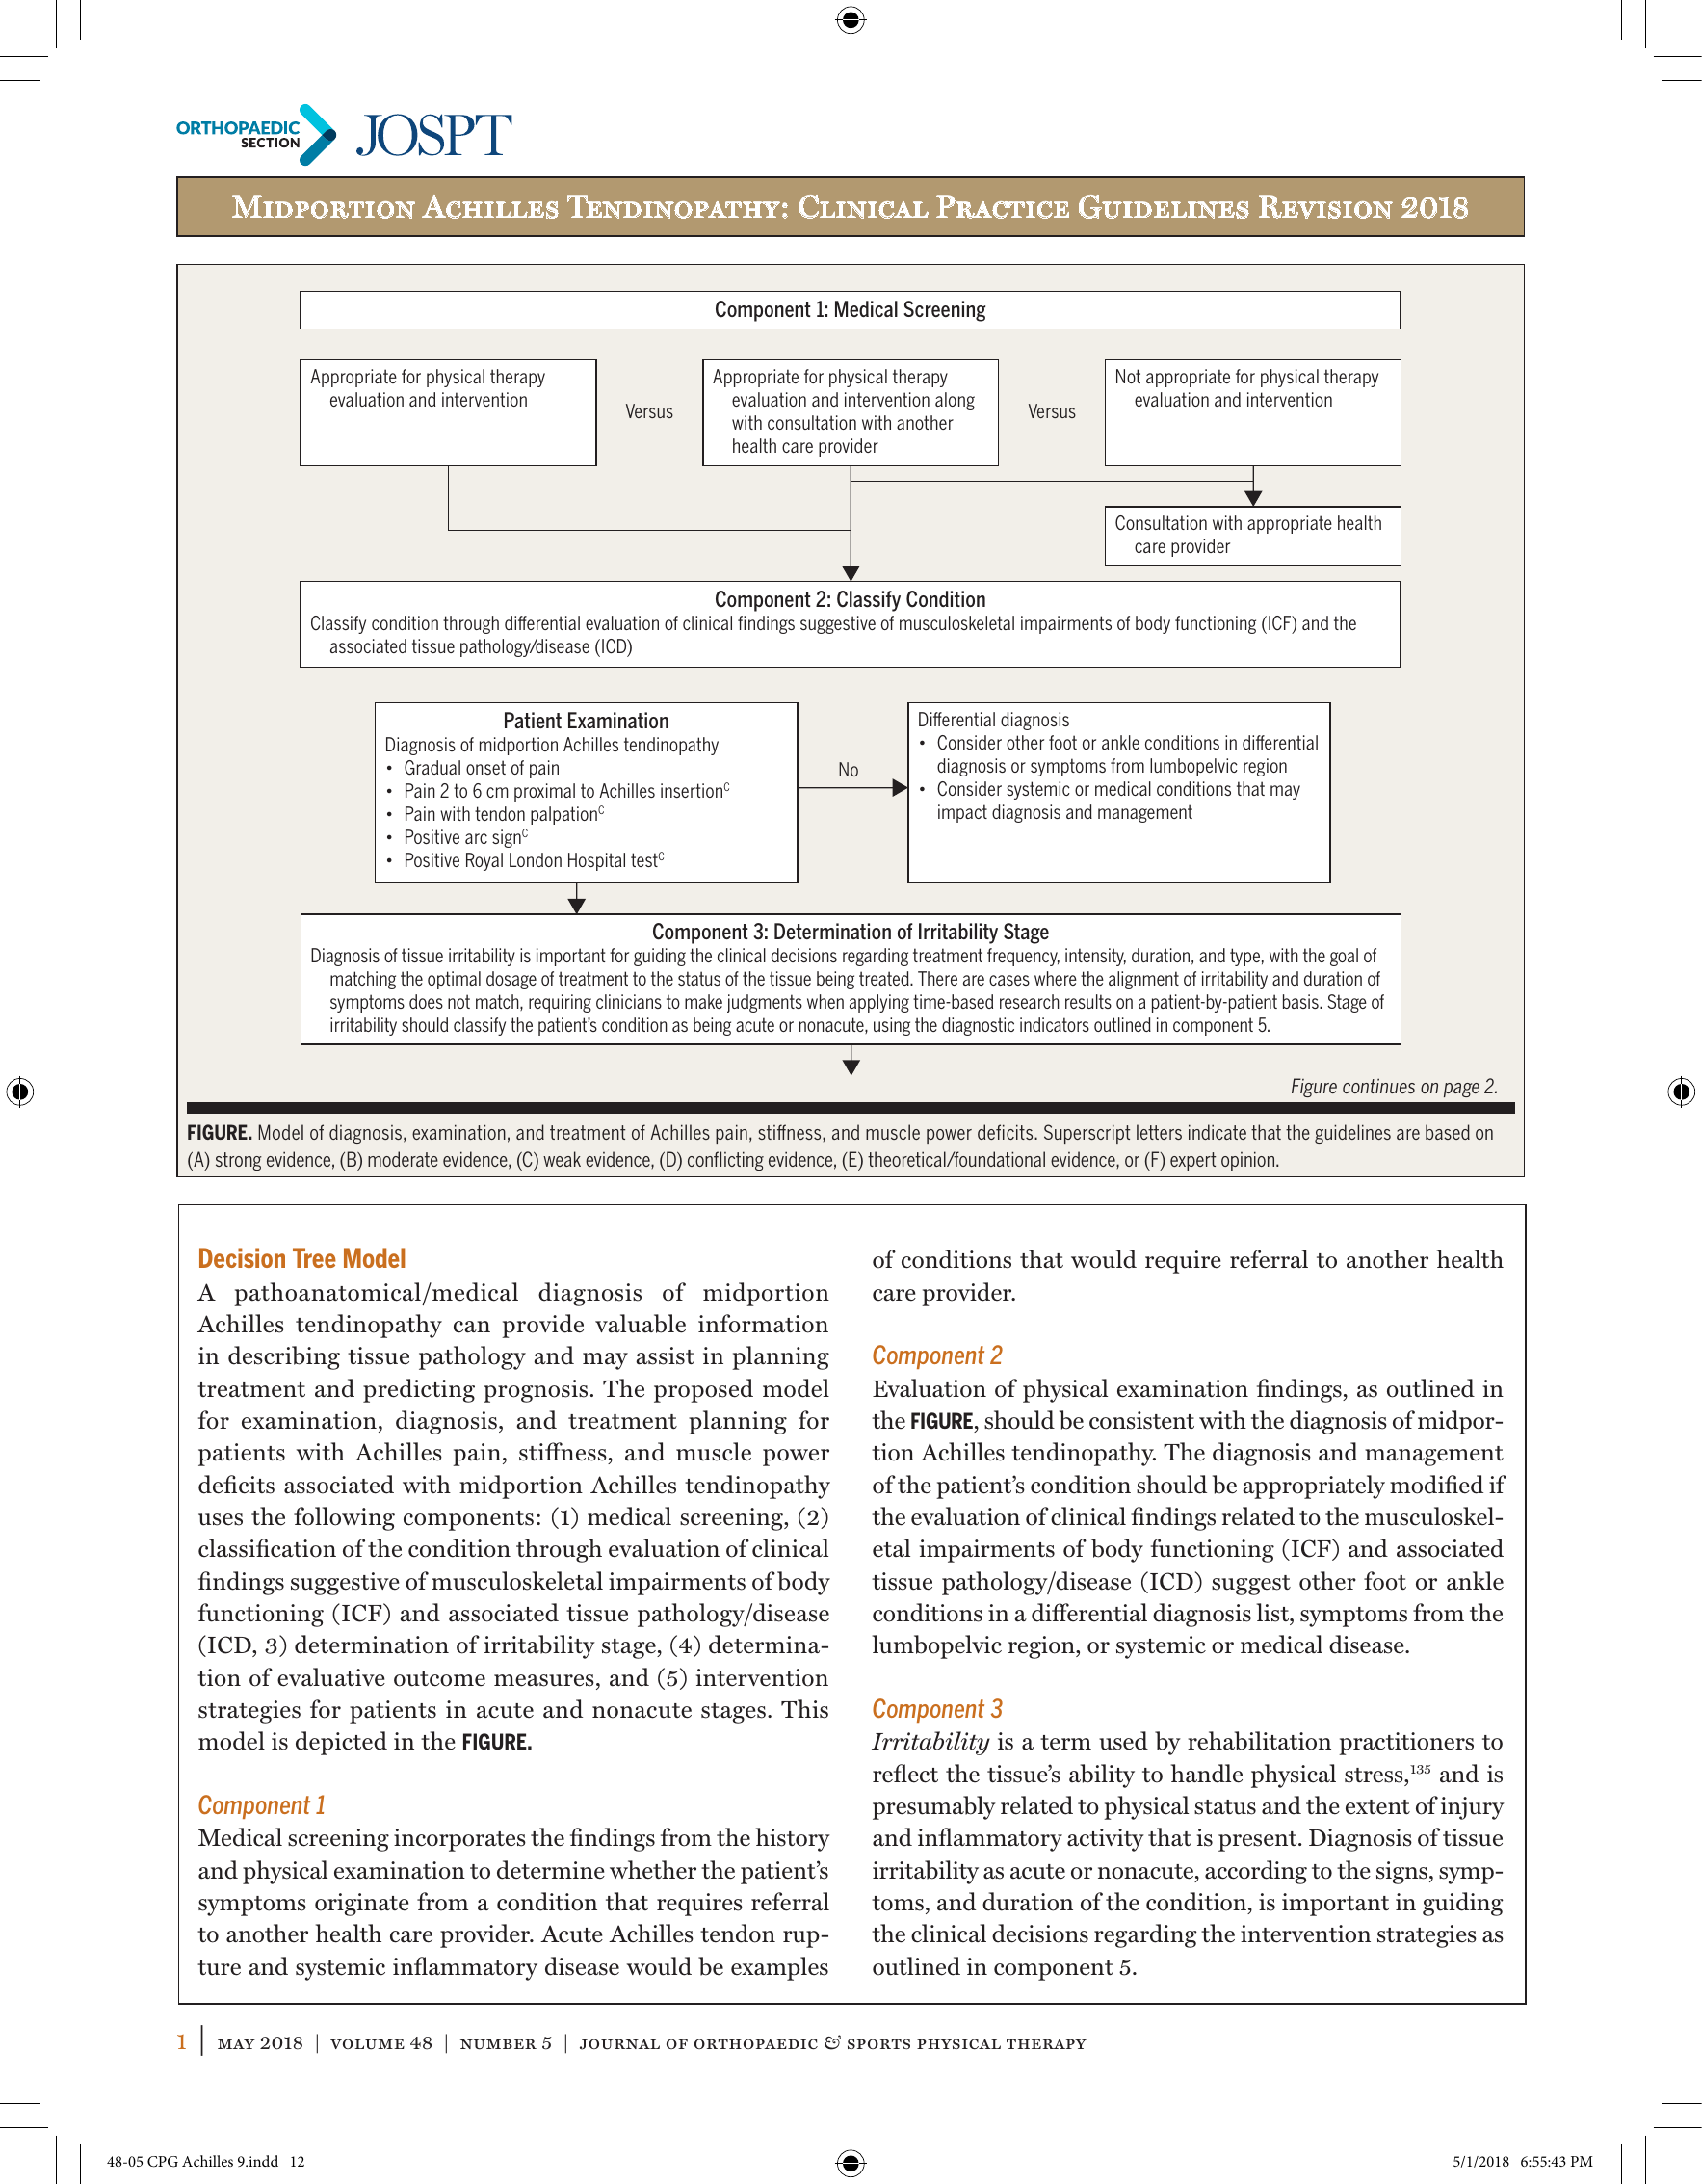 ORTHOPAEDIC
SECTION
JOSPT
Midportion Achilles Tendinopathy: Clinical Practice Guidelines Revision 2018
Component 1: Medical Screening
Appropriate for physical therapy
evaluation and intervention
Versus
Appropriate for physical therapy
evaluation and intervention along
with consultation with another
health care provider
Versus
Not appropriate for physical therapy
evaluation and intervention
Consultation with appropriate health
care provider
Component 2: Classify Condition
Classify condition through differential evaluation of clinical findings suggestive of musculoskeletal impairments of body functioning (ICF) and the
associated tissue pathology/disease (ICD)
Patient Examination
Diagnosis of midportion Achilles tendinopathy
• Gradual onset of pain
• Pain 2 to 6 cm proximal to Achilles insertionC
• Pain with tendon palpationC
• Positive arc signC
• Positive Royal London Hospital testC
No
Differential diagnosis
• Consider other foot or ankle conditions in differential
diagnosis or symptoms from lumbopelvic region
• Consider systemic or medical conditions that may
impact diagnosis and management
Component 3: Determination of Irritability Stage
Diagnosis of tissue irritability is important for guiding the clinical decisions regarding treatment frequency, intensity, duration, and type, with the goal of
matching the optimal dosage of treatment to the status of the tissue being treated. There are cases where the alignment of irritability and duration of
symptoms does not match, requiring clinicians to make judgments when applying time-based research results on a patient-by-patient basis. Stage of
irritability should classify the patient's condition as being acute or nonacute, using the diagnostic indicators outlined in component 5.
Figure continues on page 2.
FIGURE. Model of diagnosis, examination, and treatment of Achilles pain, stiffness, and muscle power deficits. Superscript letters indicate that the guidelines are based on
(A) strong evidence, (B) moderate evidence, (C) weak evidence, (D) conflicting evidence, (E) theoretical/foundational evidence, or (F) expert opinion.
Decision Tree Model
A pathoanatomical/medical diagnosis of midportion
Achilles tendinopathy can provide valuable information
in describing tissue pathology and may assist in planning
treatment and predicting prognosis. The proposed model
for examination, diagnosis, and treatment planning for
patients with Achilles pain, stiffness, and muscle power
deficits associated with midportion Achilles tendinopathy
uses the following components: (1) medical screening, (2)
classification of the condition through evaluation of clinical
findings suggestive of musculoskeletal impairments of body
functioning (ICF) and associated tissue pathology/disease
(ICD, 3) determination of irritability stage, (4) determina-
tion of evaluative outcome measures, and (5) intervention
strategies for patients in acute and nonacute stages. This
model is depicted in the FIGURE.
Component 1
Medical screening incorporates the findings from the history
and physical examination to determine whether the patient's
symptoms originate from a condition that requires referral
to another health care provider. Acute Achilles tendon rup-
ture and systemic inflammatory disease would be examples
of conditions that would require referral to another health
care provider.
Component 2
Evaluation of physical examination findings, as outlined in
the FIGURE, should be consistent with the diagnosis of midpor-
tion Achilles tendinopathy. The diagnosis and management
of the patient's condition should be appropriately modified if
the evaluation of clinical findings related to the musculoskel-
etal impairments of body functioning (ICF) and associated
tissue pathology/disease (ICD) suggest other foot or ankle
conditions in a differential diagnosis list, symptoms from the
lumbopelvic region, or systemic or medical disease.
Component 3
Irritability is a term used by rehabilitation practitioners to
reflect the tissue's ability to handle physical stress,135 and is
presumably related to physical status and the extent of injury
and inflammatory activity that is present. Diagnosis of tissue
irritability as acute or nonacute, according to the signs, symp-
toms, and duration of the condition, is important in guiding
the clinical decisions regarding the intervention strategies as
outlined in component 5.
1 | may 2018 | volume 48 | number 5 | journal of orthopaedic & sports physical therapy
48-05 CPG Achilles 9.indd 12
5/1/2018 6:55:43 PM